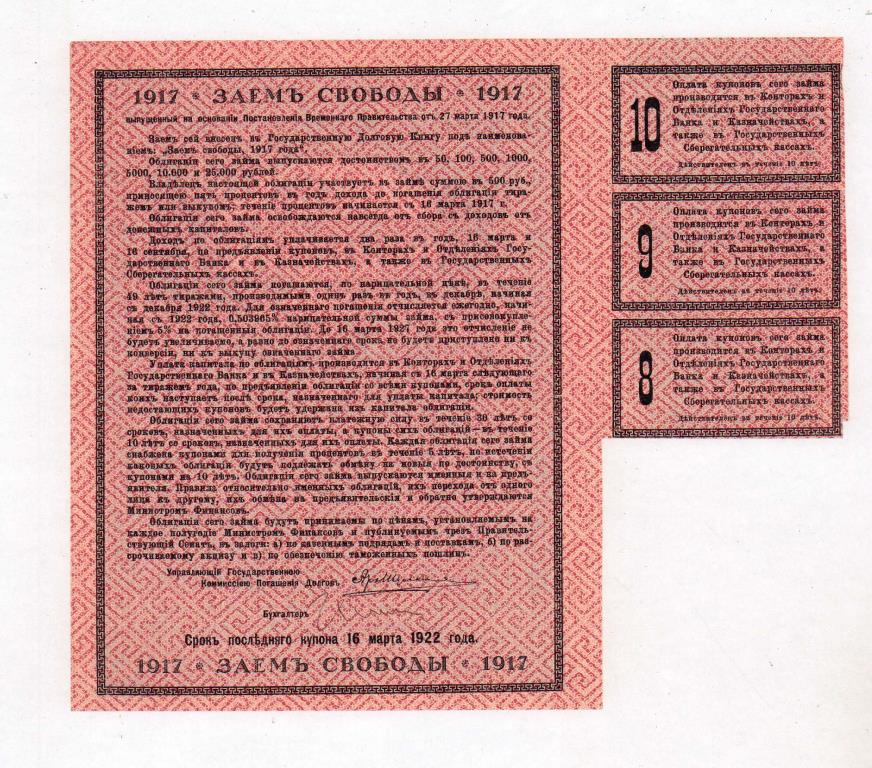 1917 * ЗАЕМЪ СВОБОДЫ * 1917
выпущенный на основаніи Постановленія Временнаго Правительства отъ 27 марта 1917 года.
Заемъ сей внесенъ въ Государственную Долговую Книгу подъ наименова-
ніемъ: „Заемъ свободы, 1917 года".
Облигаціи сего займа выпускаются достоинствомъ въ 50, 100, 500, 1000,
5000, 10.000 и 25.000 рублей.
Владѣлецъ настоящей облигаціи участвуетъ въ займѣ суммою въ 500 руб.,
приносящею пять процентовъ въ годъ дохода до погашенія облигаціи тира-
жемъ или выкупомъ; теченіе процентовъ начинается съ 16 марта 1917 г.
Облигаціи сего займа освобождаются навсегда отъ сбора съ доходовъ отъ
денежныхъ капиталовъ.
Доходъ по облигаціямъ уплачивается два раза въ годъ, 16 марта и
16 сентября, по предъявленіи купоновъ, въ Конторахъ и Отдѣленіяхъ Госу-
дарственнаго Банка и въ Казначействахъ, а также въ Государственныхъ
Сберегательныхъ кассахъ.
Облигаціи сего займа погашаются, по нарицательной цѣнѣ, въ теченіе
49 лѣтъ тиражами, производимыми одинъ разъ въ годъ, въ декабрѣ, начиная
съ декабря 1922 года. Для означеннаго погашенія отчисляется ежегодно, начи-
ная съ 1922 года, 0,503965% нарицательной суммы займа, съ присовокупле-
ніемъ 5% на погашенныя облигаціи. До 16 марта 1927 года это отчисленіе не
будетъ увеличиваемо, а равно до означеннаго срока не будетъ приступлено ни къ
конверсіи, ни къ выкупу означеннаго займа.
Уплата капитала по облигаціямъ производится въ Конторахъ и Отдѣленіяхъ
Государственнаго Банка и въ Казначействахъ, начиная съ 16 марта слѣдующаго
за тиражемъ года, по предъявленіи облигаціи со всѣми купонами, срокъ оплаты
коихъ наступаетъ послѣ срока, назначеннаго для уплаты капитала; стоимость
недостающихъ купоновъ будетъ удержана изъ капитала облигаціи.
Облигаціи сего займа сохраняютъ платежную силу въ теченіе 30 лѣтъ со
сроковъ, назначенныхъ для ихъ оплаты, а купоны сихъ облигацій — въ теченіе
10 лѣтъ со сроковъ, назначенныхъ для ихъ оплаты. Каждая облигація сего займа
снабжена купонами для полученія процентовъ въ теченіе 5 лѣтъ, по истеченіи
каковыхъ облигаціи будутъ подлежать обмѣну на новыя по достоинству, съ
купонами на 10 лѣтъ. Облигаціи сего займа выпускаются именныя и на предъ-
явителя. Правила относительно именныхъ облигацій, ихъ перехода отъ одного
лица къ другому, ихъ обмѣна на предъявительскія и обратно утверждаются
Министромъ Финансовъ.
Облигаціи сего займа будутъ принимаемы по цѣнамъ, установляемымъ на
каждое полугодіе Министромъ Финансовъ и публикуемымъ чрезъ Правитель-
ствующій Сенатъ, въ залоги: а) по казеннымъ подрядамъ и поставкамъ, б) по раз-
срочиваемому акцизу и в) по обезпеченію таможенныхъ пошлинъ.
Управляющій Государственною
Комиссіею Погашенія Долговъ
Бухгалтеръ
Срокъ послѣдняго купона 16 марта 1922 года.
1917 * ЗАЕМЪ СВОБОДЫ * 1917
10
Оплата купоновъ сего займа
производится въ Конторахъ и
Отдѣленіяхъ Государственнаго
Банка и Казначействахъ, а
также въ Государственныхъ
Сберегательныхъ кассахъ.
Дѣйствителенъ въ теченіе 10 лѣтъ.
9
Оплата купоновъ сего займа
производится въ Конторахъ и
Отдѣленіяхъ Государственнаго
Банка и Казначействахъ, а
также въ Государственныхъ
Сберегательныхъ кассахъ.
Дѣйствителенъ въ теченіе 10 лѣтъ.
8
Оплата купоновъ сего займа
производится въ Конторахъ и
Отдѣленіяхъ Государственнаго
Банка и Казначействахъ, а
также въ Государственныхъ
Сберегательныхъ кассахъ.
Дѣйствителенъ въ теченіе 10 лѣтъ.